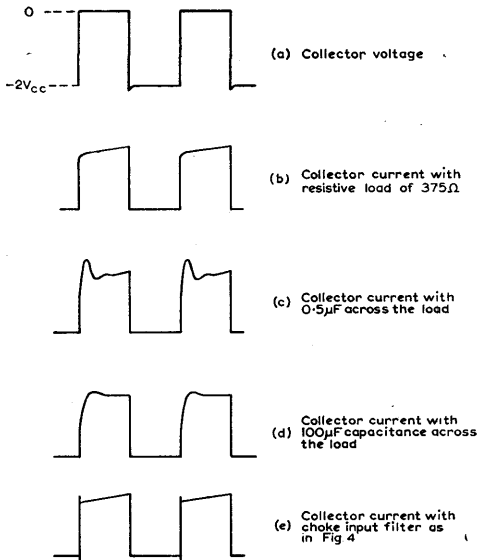 0
-2Vcc
(a) Collector voltage
(b) Collector current with
resistive load of 375Ω
(c) Collector current with
0·5µF across the load
(d) Collector current with
100µF capacitance across
the load
(e) Collector current with
choke input filter as
in Fig 4